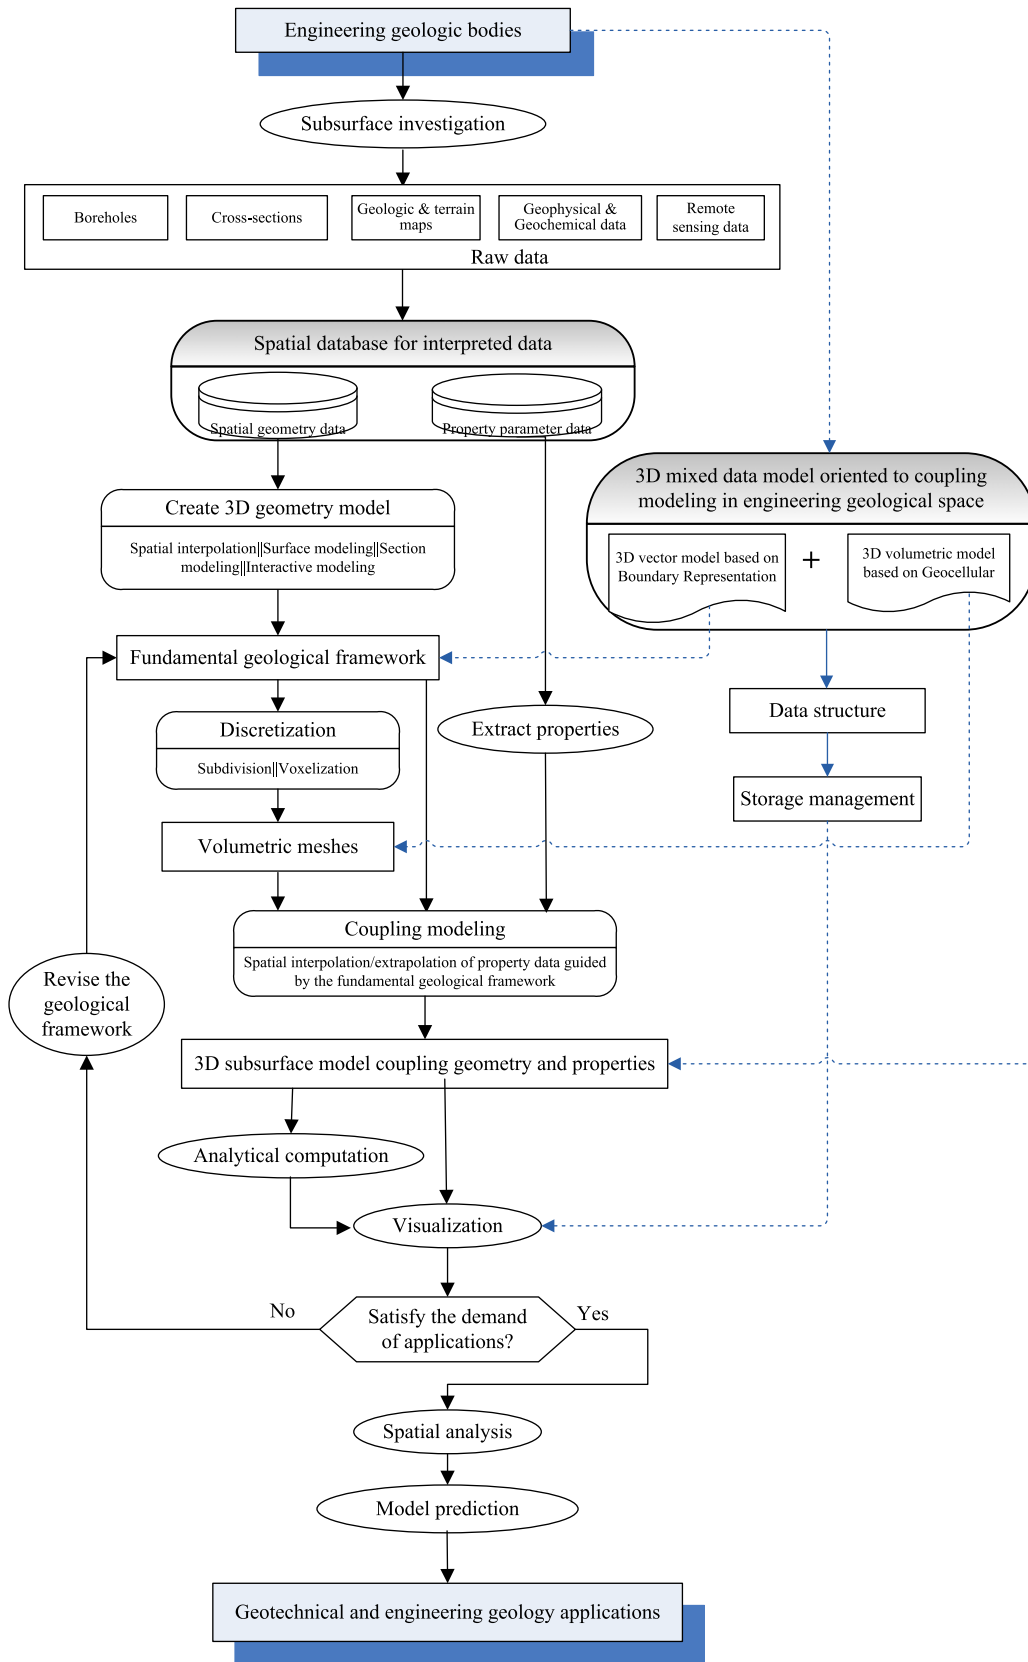 Engineering geologic bodies
Subsurface investigation
Boreholes
Cross-sections
Geologic & terrain
maps
Geophysical &
Geochemical data
Remote
sensing data
Raw data
Spatial database for interpreted data
Spatial geometry data
Property parameter data
3D mixed data model oriented to coupling
modeling in engineering geological space
3D vector model based on
Boundary Representation
+
3D volumetric model
based on Geocellular
Create 3D geometry model
Spatial interpolation||Surface modeling||Section
modeling||Interactive modeling
Fundamental geological framework
Discretization
Subdivision||Voxelization
Extract properties
Data structure
Storage management
Volumetric meshes
Coupling modeling
Spatial interpolation/extrapolation of property data guided
by the fundamental geological framework
Revise the
geological
framework
3D subsurface model coupling geometry and properties
Analytical computation
Visualization
No
Satisfy the demand
of applications?
Yes
Spatial analysis
Model prediction
Geotechnical and engineering geology applications